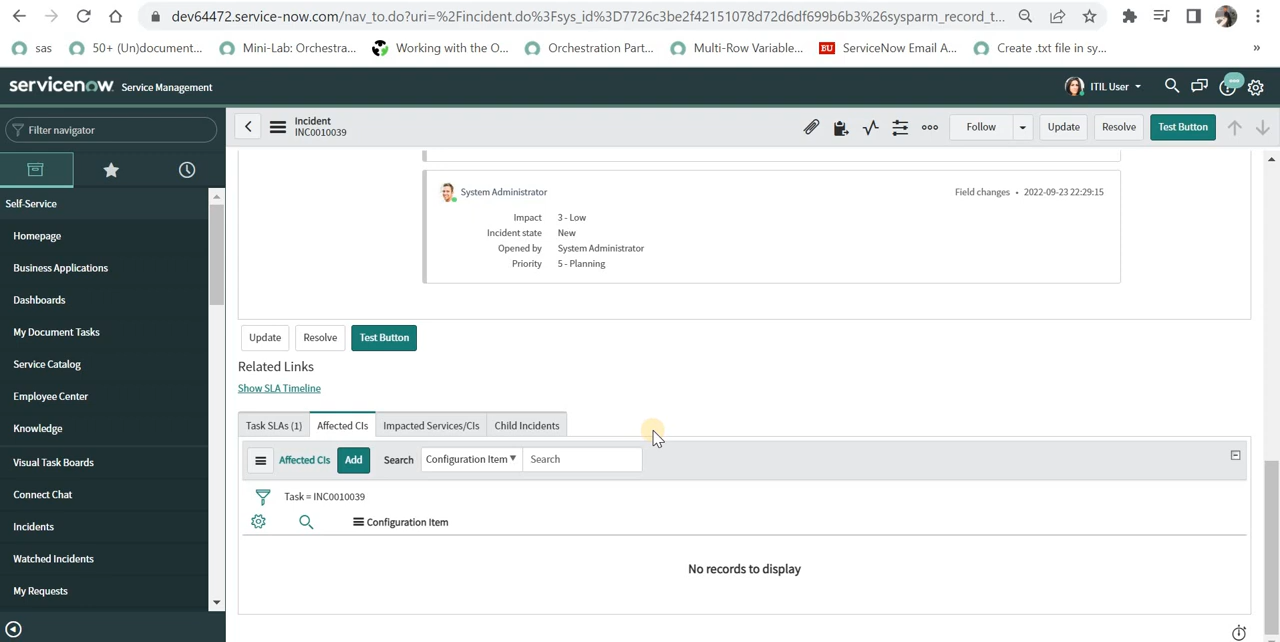 dev64472.service-now.com/nav_to.do?uri=%2Fincident.do%3Fsys_id%3D7726c3be2f42151078d72d6df699b6b3%26sysparm_record_t...
sas
50+ (Un)document...
Mini-Lab: Orchestra...
Working with the O...
Orchestration Part...
Multi-Row Variable...
BU ServiceNow Email A...
Create .txt file in sy...
»
servicenow Service Management
ITIL User
Filter navigator
Incident
INC0010039
Follow
Update
Resolve
Test Button
Self-Service
Homepage
Business Applications
Dashboards
My Document Tasks
Service Catalog
Employee Center
Knowledge
Visual Task Boards
Connect Chat
Incidents
Watched Incidents
My Requests
System Administrator
Field changes • 2022-09-23 22:29:15
Impact 3 - Low
Incident state New
Opened by System Administrator
Priority 5 - Planning
Update
Resolve
Test Button
Related Links
Show SLA Timeline
Task SLAs (1)
Affected CIs
Impacted Services/CIs
Child Incidents
Affected CIs
Add
Search
Configuration Item
Search
Task = INC0010039
Configuration Item
No records to display